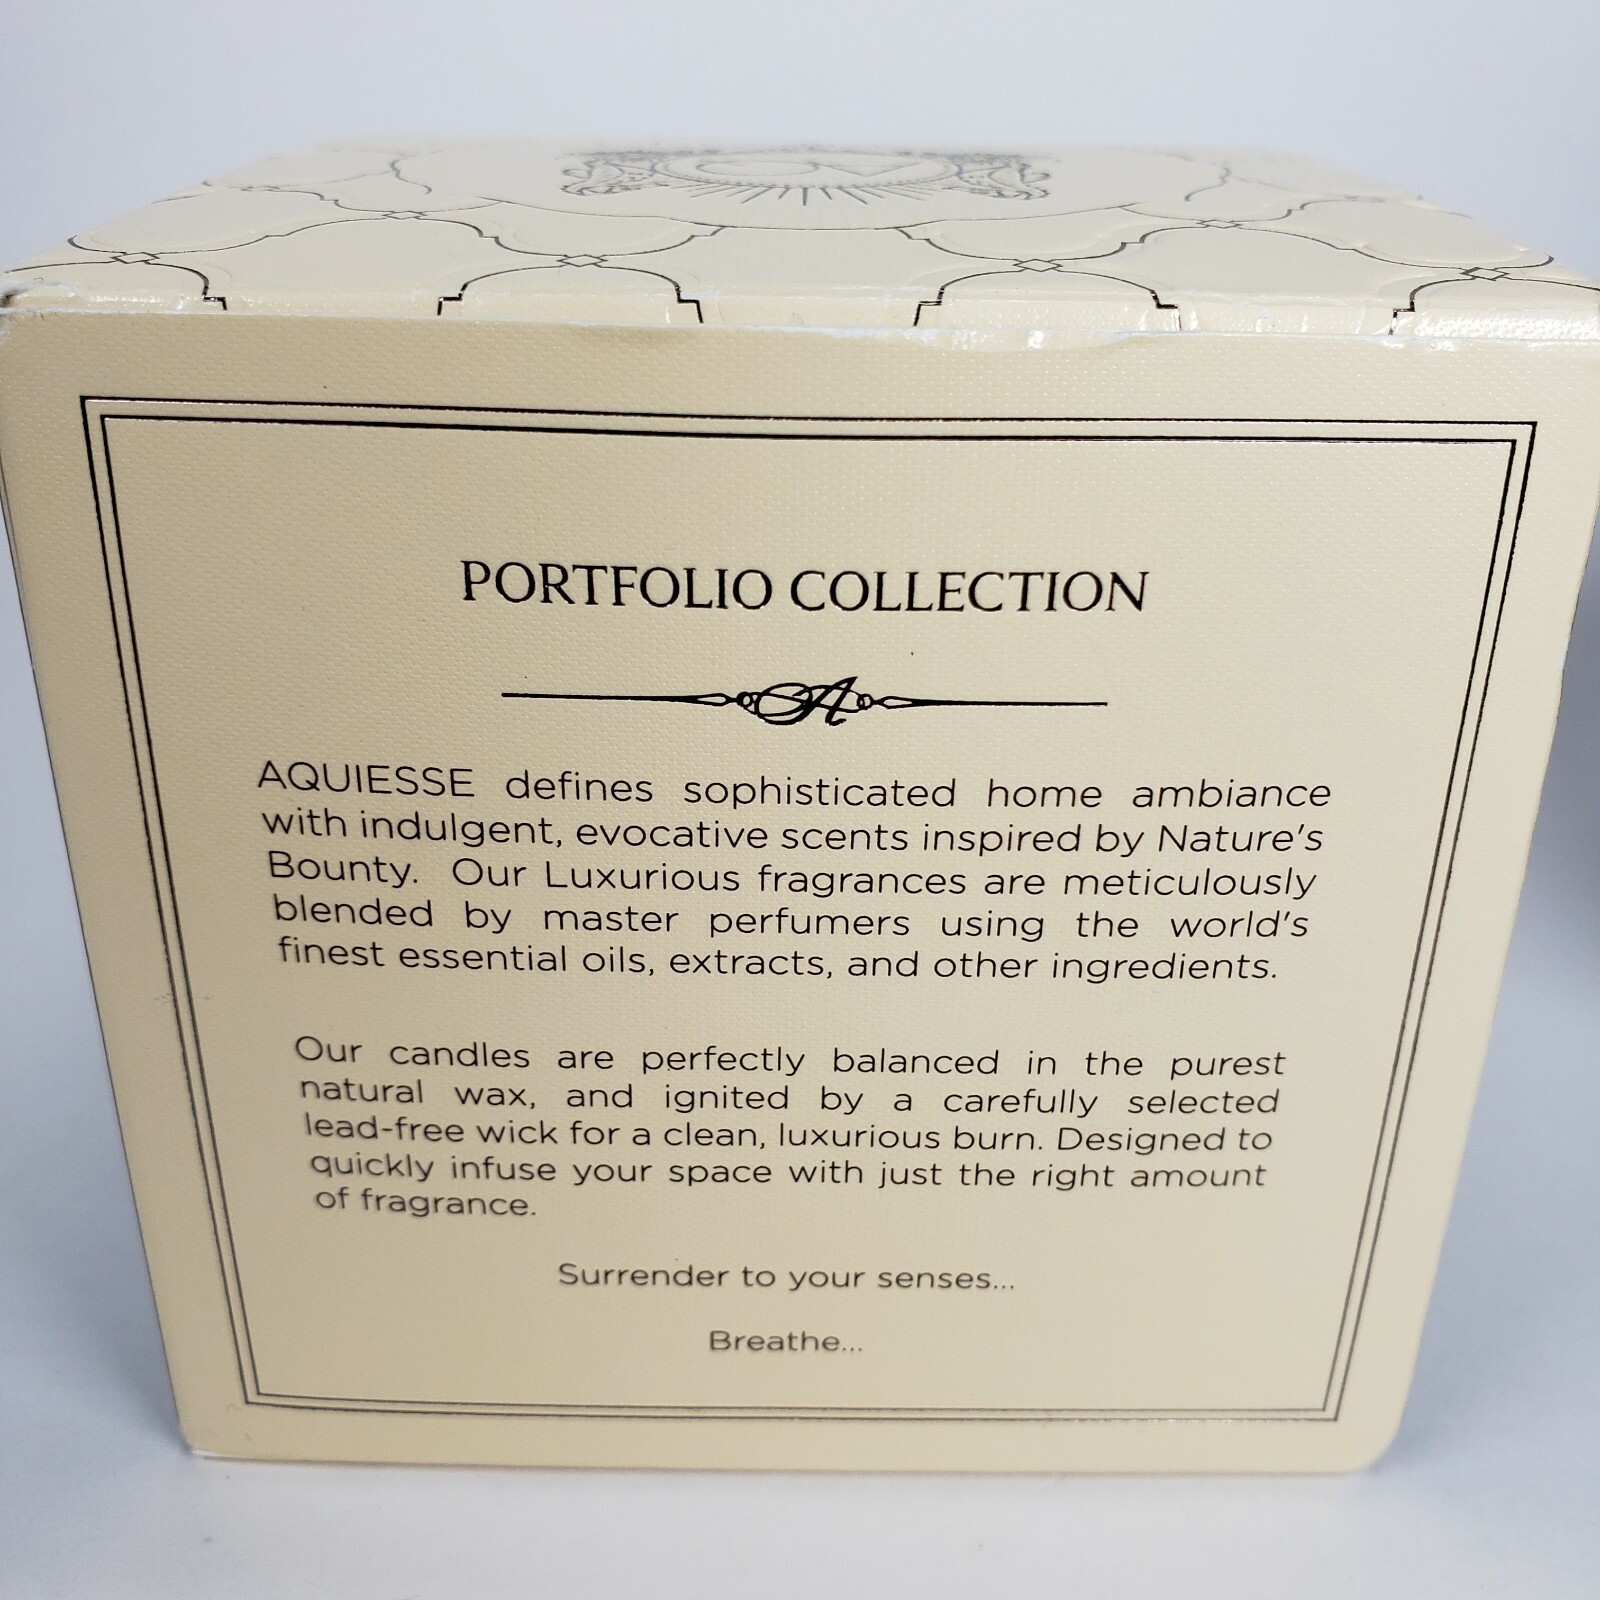 PORTFOLIO COLLECTION
A
AQUIESSE defines sophisticated home ambiance
with indulgent, evocative scents inspired by Nature's
Bounty. Our Luxurious fragrances are meticulously
blended by master perfumers using the world's
finest essential oils, extracts, and other ingredients.
Our candles are perfectly balanced in the purest
natural wax, and ignited by a carefully selected
lead-free wick for a clean, luxurious burn. Designed to
quickly infuse your space with just the right amount
of fragrance.
Surrender to your senses...
Breathe...